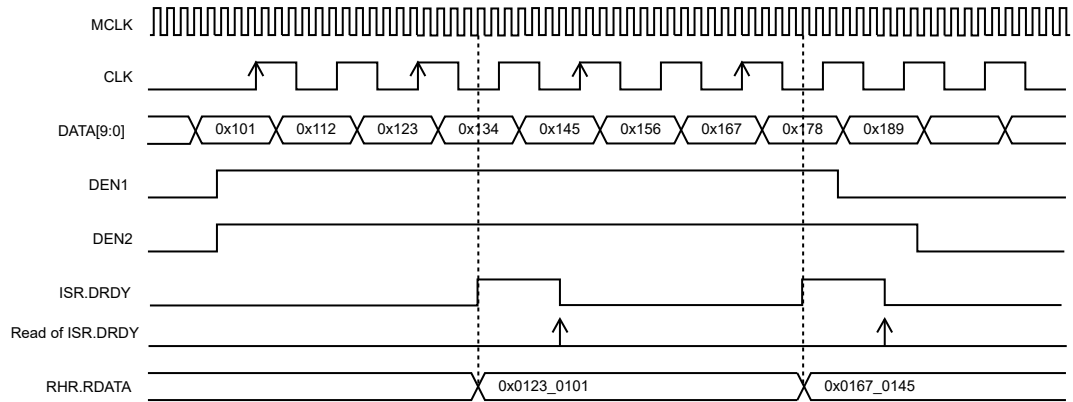 MCLK
CLK
DATA[9:0] 0x101 0x112 0x123 0x134 0x145 0x156 0x167 0x178 0x189
DEN1
DEN2
ISR.DRDY
Read of ISR.DRDY
RHR.RDATA 0x0123_0101 0x0167_0145